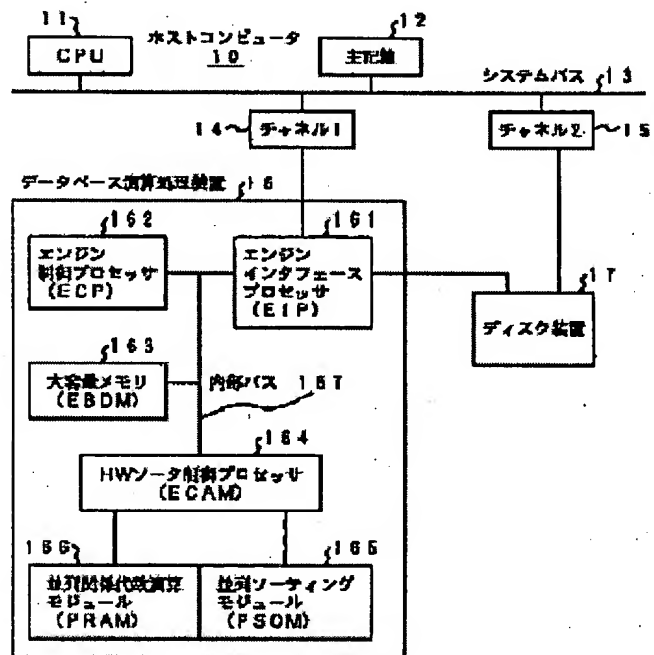 11
CPU
ホストコンピュータ
10
12
主記憶
システムバス
13
14
チャネル1
チャネル2
15
データベース演算処理装置
16
162
エンジン
制御プロセッサ
(ECP)
161
エンジン
インタフェース
プロセッサ
(EIP)
17
ディスク装置
163
大容量メモリ
(EBDM)
内部バス
167
164
HWソータ制御プロセッサ
(ECAM)
166
並列関係代数演算
モジュール
(PRAM)
165
並列ソーティング
モジュール
(PSOM)